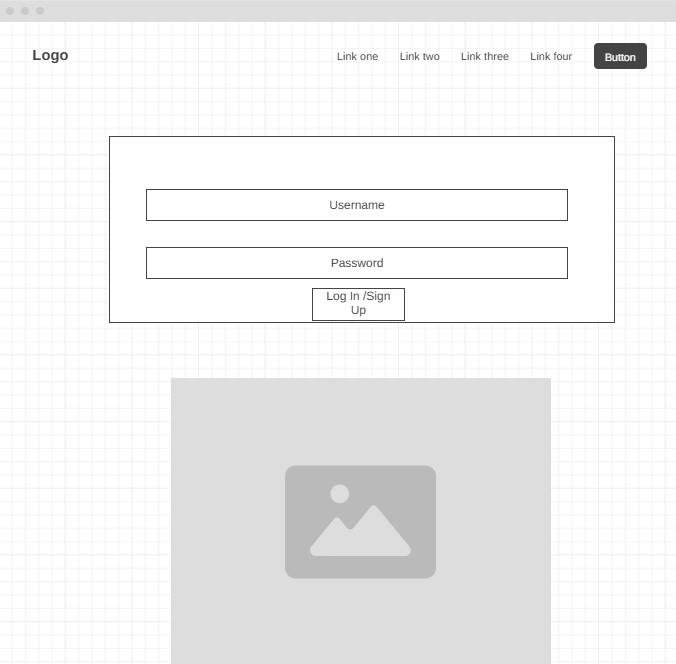 Logo
Link one
Link two
Link three
Link four
Button
Username
Password
Log In /Sign
Up